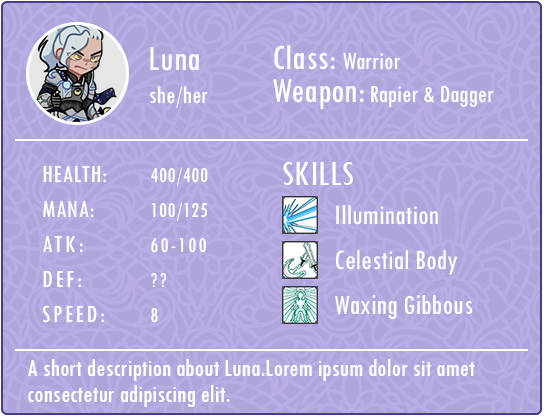 Luna
she/her
Class: Warrior
Weapon: Rapier & Dagger
HEALTH: 400/400
MANA: 100/125
ATK: 60-100
DEF: ??
SPEED: 8
SKILLS
Illumination
Celestial Body
Waxing Gibbous
A short description about Luna.Lorem ipsum dolor sit amet
consectetur adipiscing elit.